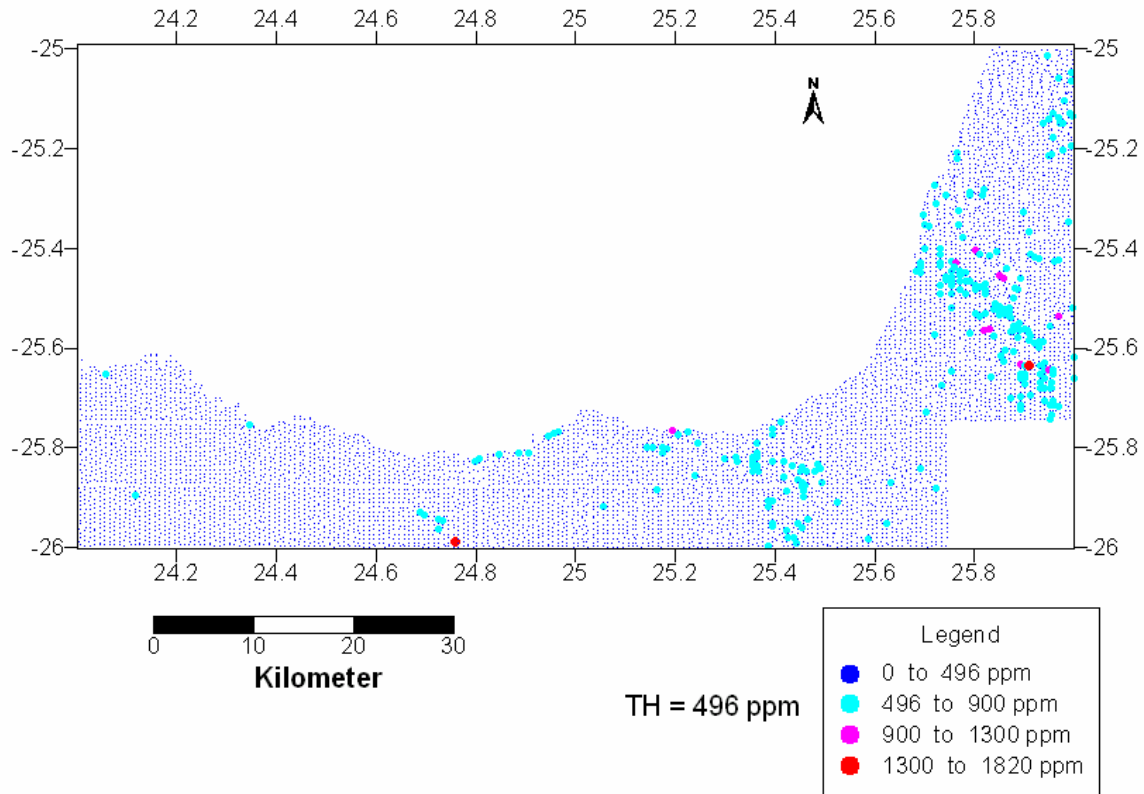 24.2 24.4 24.6 24.8 25 25.2 25.4 25.6 25.8
-25 -25
N
-25.2 -25.2
-25.4 -25.4
-25.6 -25.6
-25.8 -25.8
-26 -26
24.2 24.4 24.6 24.8 25 25.2 25.4 25.6 25.8
0 10 20 30
Kilometer
TH = 496 ppm
Legend
0 to 496 ppm
496 to 900 ppm
900 to 1300 ppm
1300 to 1820 ppm